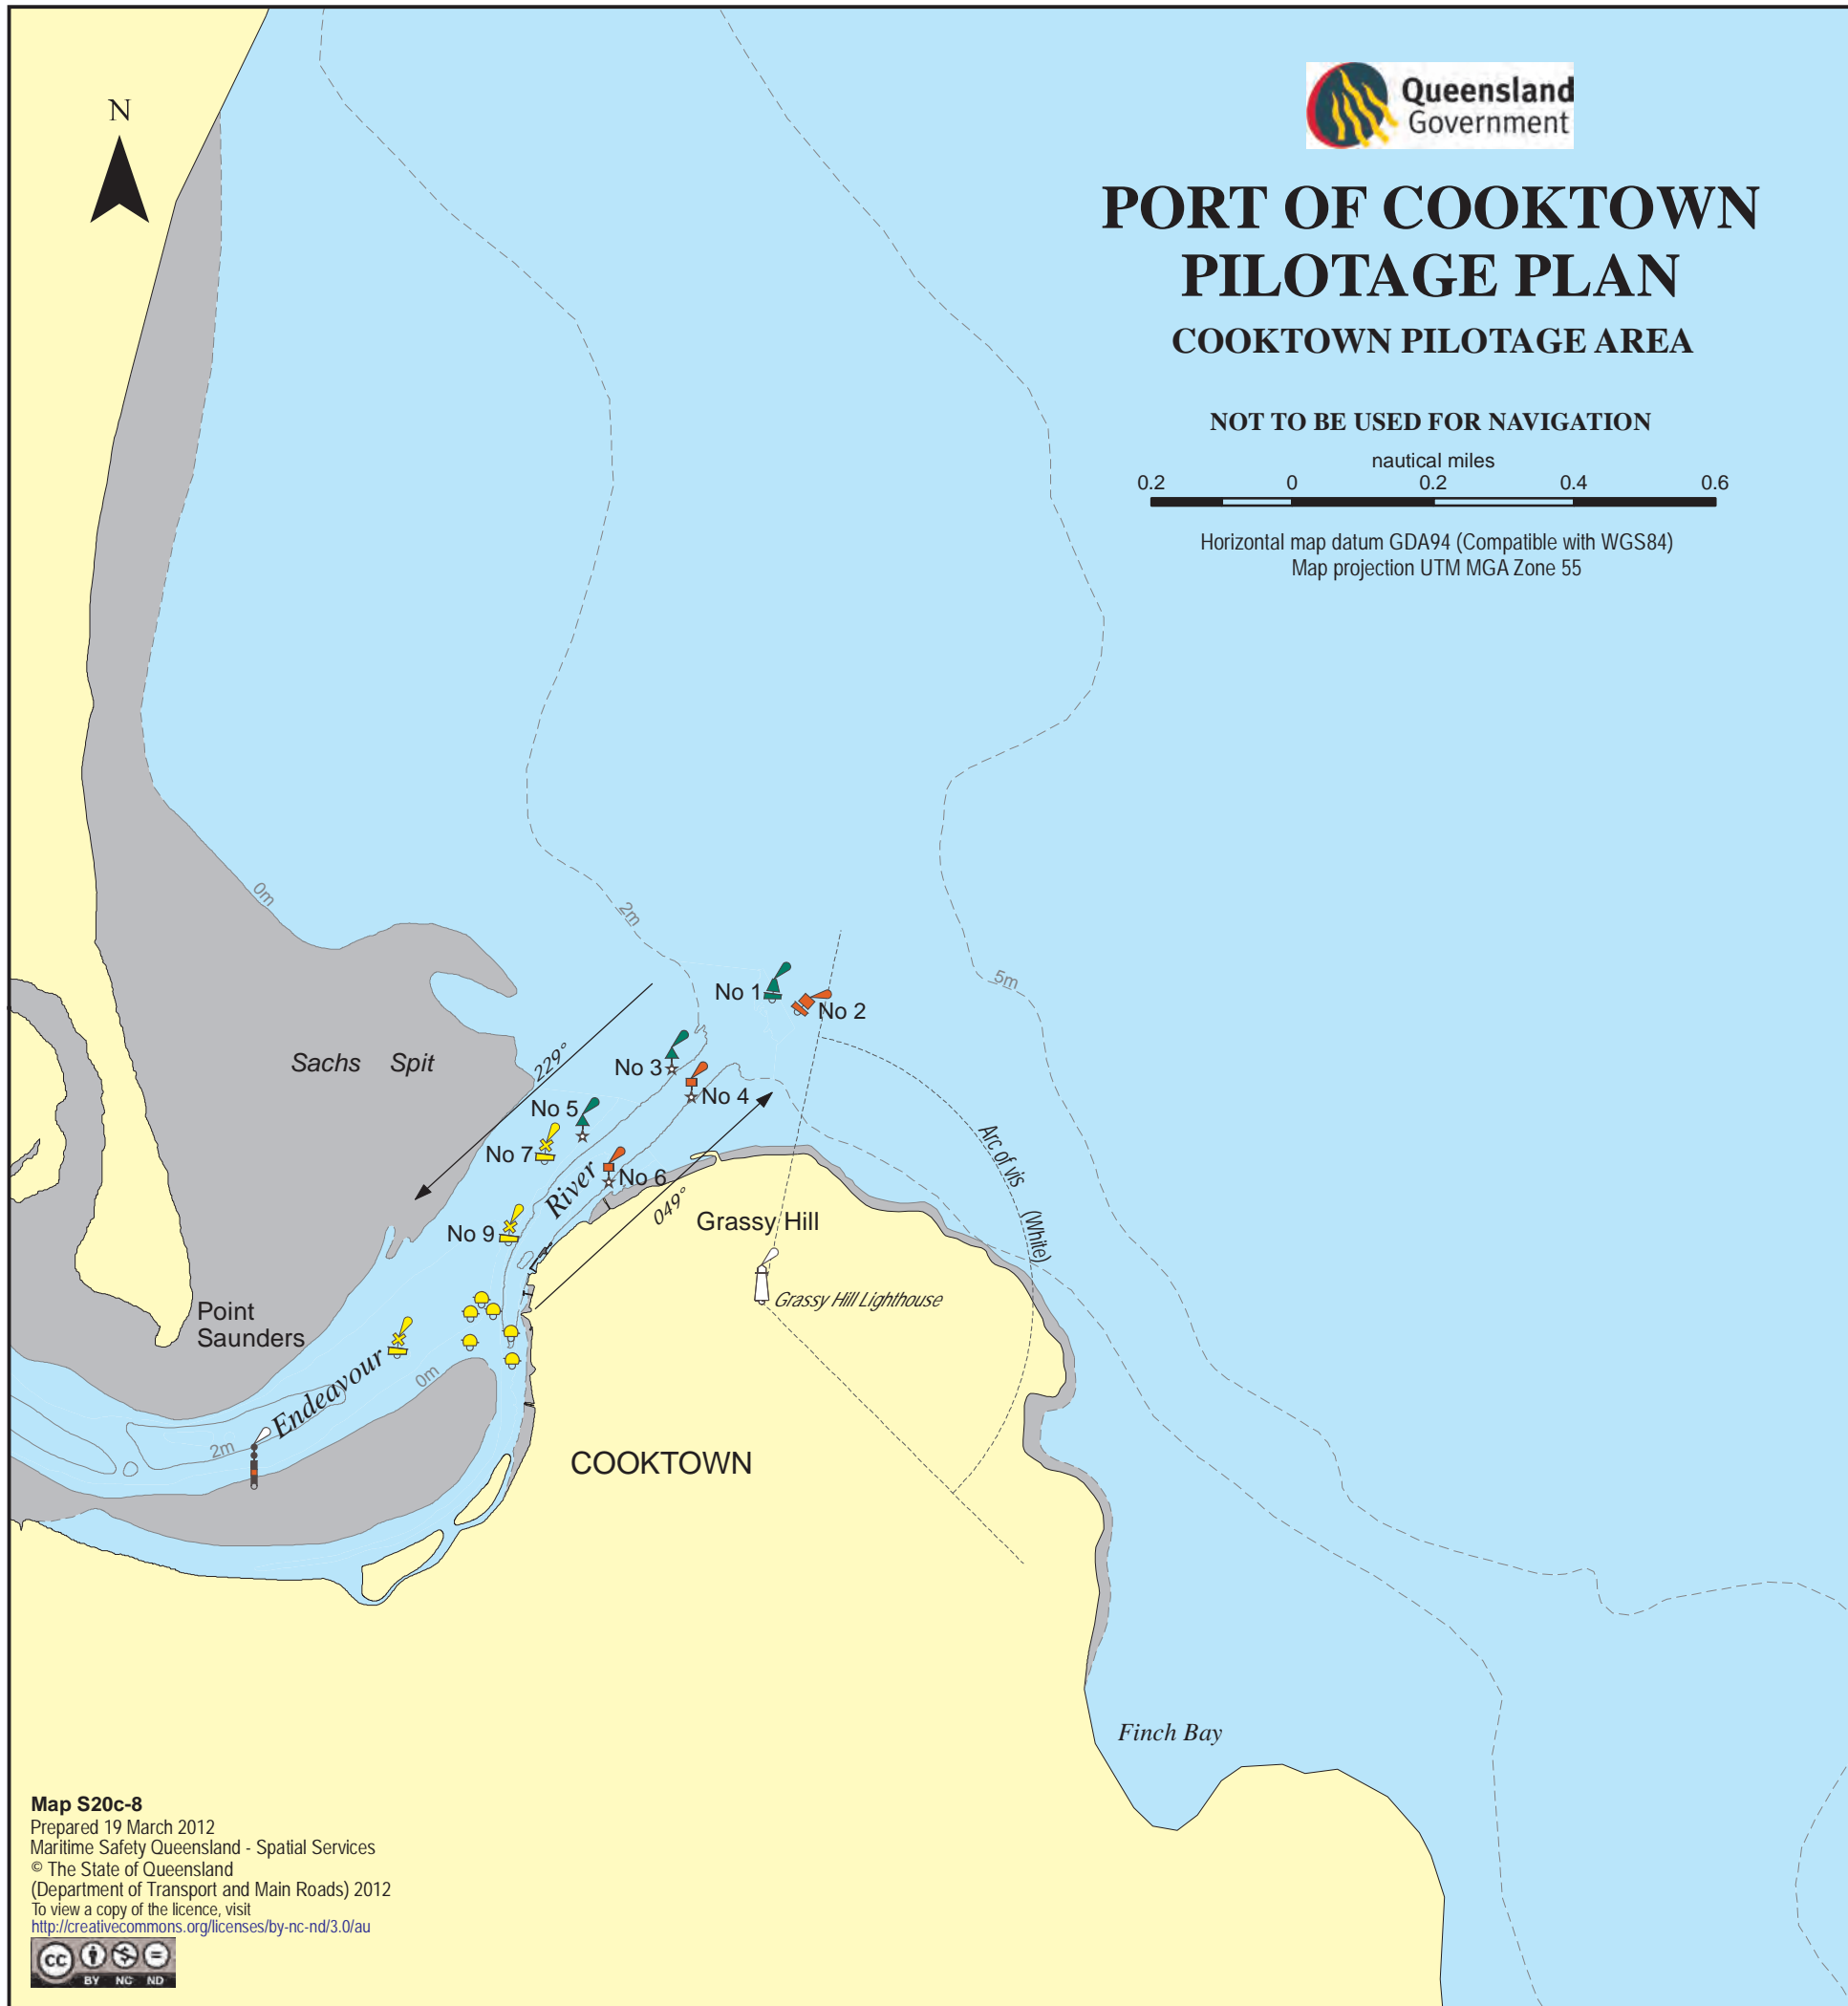 N
Queensland
Government
PORT OF COOKTOWN
PILOTAGE PLAN
COOKTOWN PILOTAGE AREA
NOT TO BE USED FOR NAVIGATION
nautical miles
0.2 0 0.2 0.4 0.6
Horizontal map datum GDA94 (Compatible with WGS84)
Map projection UTM MGA Zone 55
0m
2m
5m
No 1
No 2
Sachs Spit
229°
No 3
No 4
No 5
No 7
No 6
River
049°
Arc of vis (White)
Grassy Hill
No 9
Grassy Hill Lighthouse
Point
Saunders
Endeavour
0m
2m
COOKTOWN
Finch Bay
Map S20c-8
Prepared 19 March 2012
Maritime Safety Queensland - Spatial Services
© The State of Queensland
(Department of Transport and Main Roads) 2012
To view a copy of the licence, visit
http://creativecommons.org/licenses/by-nc-nd/3.0/au
cc
BY NC ND